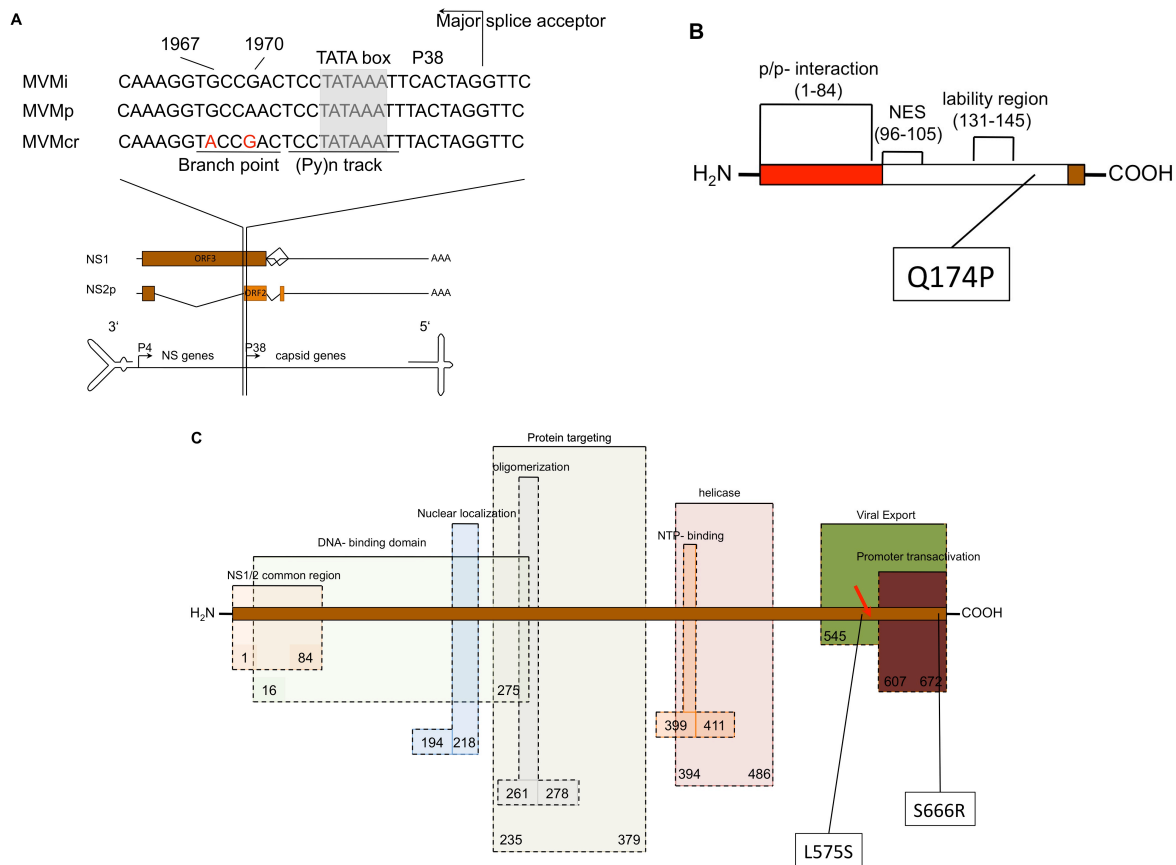 A
Major splice acceptor
1967
1970
TATA box
P38
MVMi
CAAAGGTGCCGACTCCTATAAATTCACTAGGTTC
MVMp
CAAAGGTGCCAACTCCTATAAATTTACTAGGTTC
MVMcr
CAAAGGTACCGACTCCTATAAATTTACTAGGTTC
Branch point
(Py)n track
NS1
ORF3
AAA
NS2p
ORF2
AAA
3'
5'
P4
NS genes
P38
capsid genes
B
p/p- interaction
(1-84)
NES
(96-105)
lability region
(131-145)
H2N
COOH
Q174P
C
Protein targeting
oligomerization
helicase
Nuclear localization
Viral Export
NTP- binding
DNA- binding domain
Promoter transactivation
NS1/2 common region
H2N
COOH
545
1
84
607
672
16
275
399
411
194
218
394
486
261
278
S666R
235
379
L575S